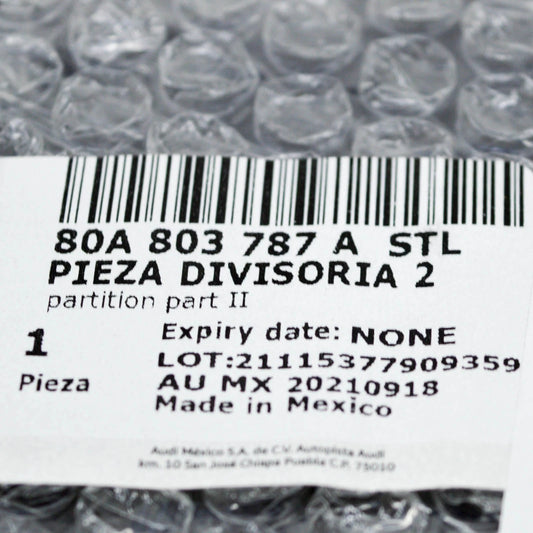 80A 803 787 A STL
PIEZA DIVISORIA 2
partition part II
1
Pieza
Expiry date: NONE
LOT:21115377909359
AU MX 20210918
Made in Mexico
Audi México S.A. de C.V. Autopista Audi
km. 10 San José Chiapa Puebla C.P. 75010